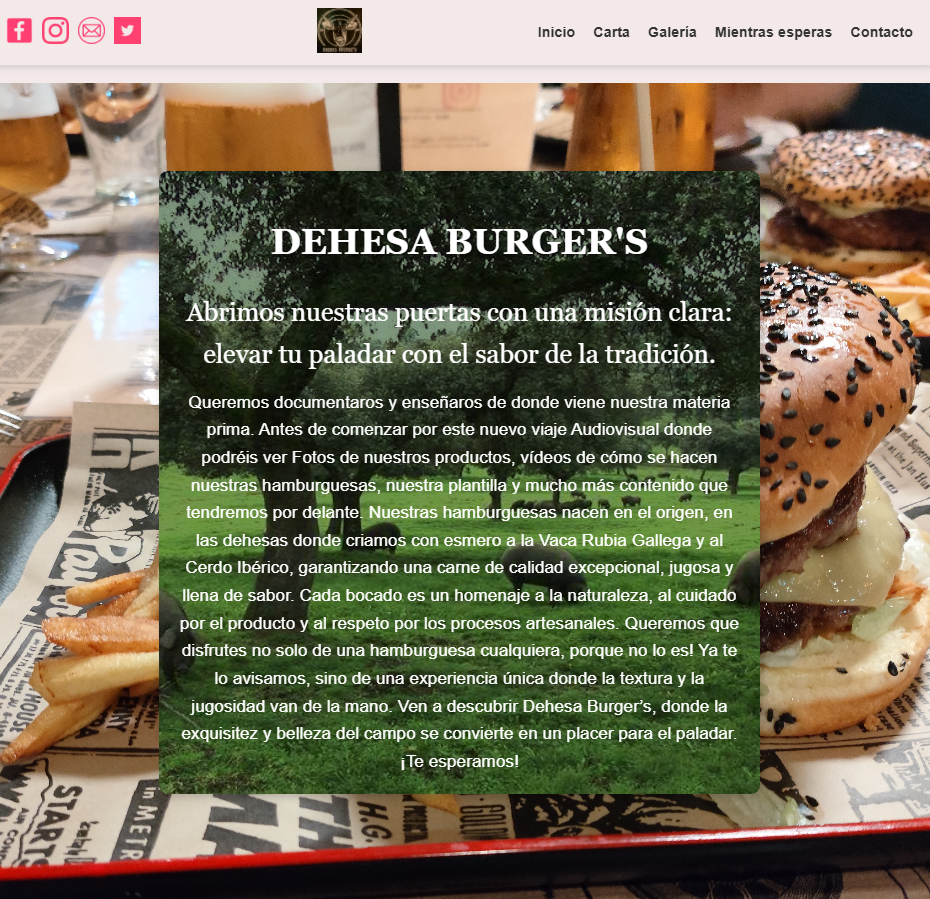 Inicio Carta Galería Mientras esperas Contacto
DEHESA BURGER'S
Abrimos nuestras puertas con una misión clara:
elevar tu paladar con el sabor de la tradición.
Queremos documentaros y enseñaros de donde viene nuestra materia
prima. Antes de comenzar por este nuevo viaje Audiovisual donde
podréis ver Fotos de nuestros productos, vídeos de cómo se hacen
nuestras hamburguesas, nuestra plantilla y mucho más contenido que
tendremos por delante. Nuestras hamburguesas nacen en el origen, en
las dehesas donde criamos con esmero a la Vaca Rubia Gallega y al
Cerdo Ibérico, garantizando una carne de calidad excepcional, jugosa y
llena de sabor. Cada bocado es un homenaje a la naturaleza, al cuidado
por el producto y al respeto por los procesos artesanales. Queremos que
disfrutes no solo de una hamburguesa cualquiera, porque no lo es! Ya te
lo avisamos, sino de una experiencia única donde la textura y la
jugosidad van de la mano. Ven a descubrir Dehesa Burger’s, donde la
exquisitez y belleza del campo se convierte en un placer para el paladar.
¡Te esperamos!
HOUSE
STARTS
in METR
H.G.